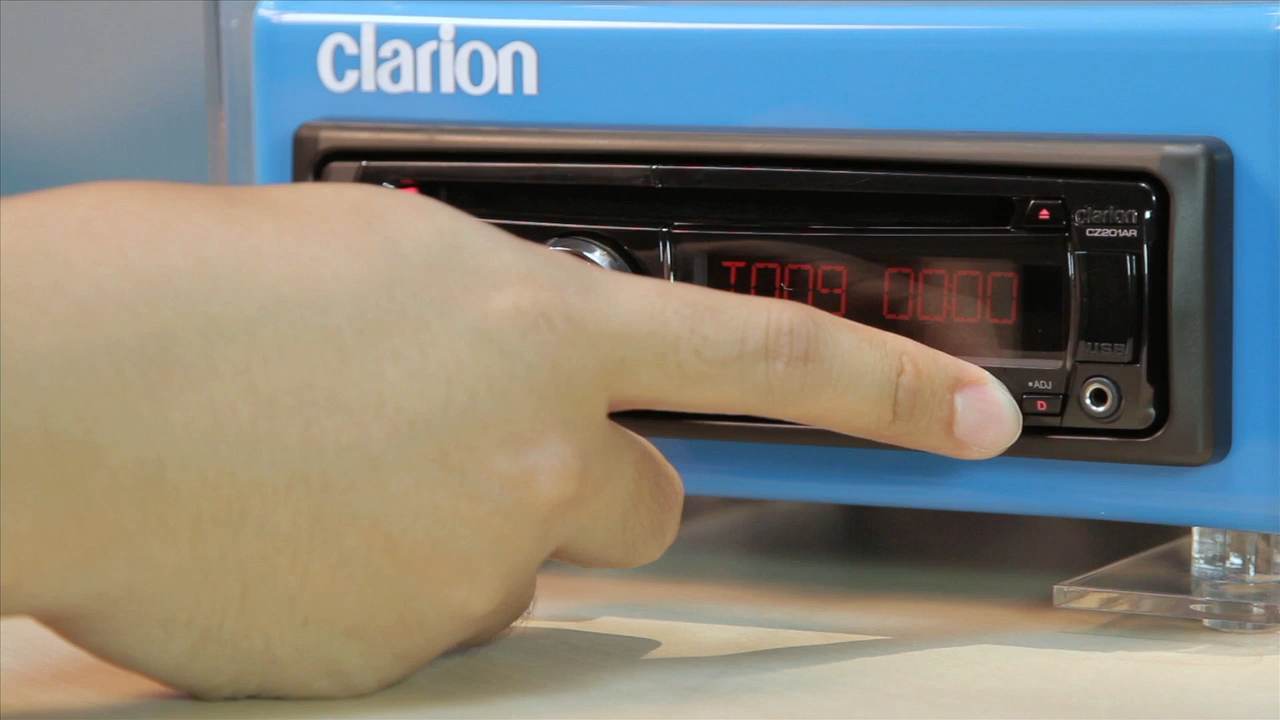 clarion
clarion
CZ201AR
T009 0000
USB
•ADJ
D